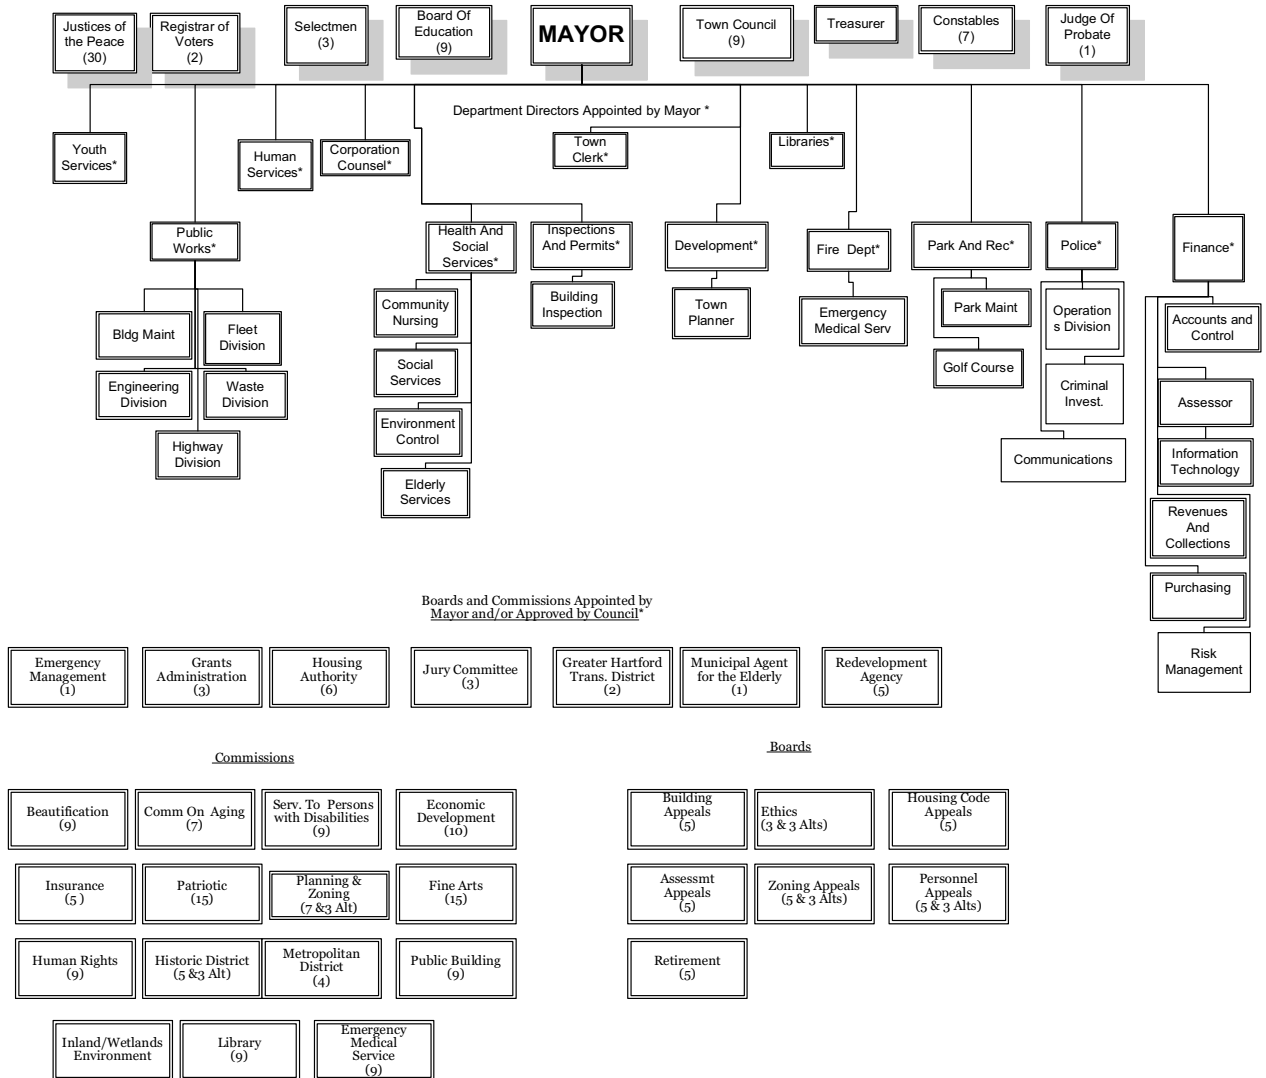 Justices of
the Peace
(30)
Registrar of
Voters
(2)
Selectmen
(3)
Board Of
Education
(9)
MAYOR
Town Council
(9)
Treasurer
Constables
(7)
Judge Of
Probate
(1)
Department Directors Appointed by Mayor *
Youth
Services*
Human
Services*
Corporation
Counsel*
Town
Clerk*
Libraries*
Public
Works*
Health And
Social
Services*
Inspections
And Permits*
Development*
Fire Dept*
Park And Rec*
Police*
Finance*
Bldg Maint
Fleet
Division
Engineering
Division
Waste
Division
Highway
Division
Community
Nursing
Social
Services
Environment
Control
Elderly
Services
Building
Inspection
Town
Planner
Emergency
Medical Serv
Park Maint
Golf Course
Operation
s Division
Criminal
Invest.
Communications
Accounts and
Control
Assessor
Information
Technology
Revenues
And
Collections
Purchasing
Risk
Management
Boards and Commissions Appointed by
Mayor and/or Approved by Council*
Emergency
Management
(1)
Grants
Administration
(3)
Housing
Authority
(6)
Jury Committee
(3)
Greater Hartford
Trans. District
(2)
Municipal Agent
for the Elderly
(1)
Redevelopment
Agency
(5)
Commissions
Beautification
(9)
Comm On Aging
(7)
Serv. To Persons
with Disabilities
(9)
Economic
Development
(10)
Insurance
(5 )
Patriotic
(15)
Planning &
Zoning
(7 &3 Alt)
Fine Arts
(15)
Human Rights
(9)
Historic District
(5 &3 Alt)
Metropolitan
District
(4)
Public Building
(9)
Inland/Wetlands
Environment
Library
(9)
Emergency
Medical
Service
(9)
Boards
Building
Appeals
(5)
Ethics
(3 & 3 Alts)
Housing Code
Appeals
(5)
Assessmt
Appeals
(5)
Zoning Appeals
(5 & 3 Alts)
Personnel
Appeals
(5 & 3 Alts)
Retirement
(5)